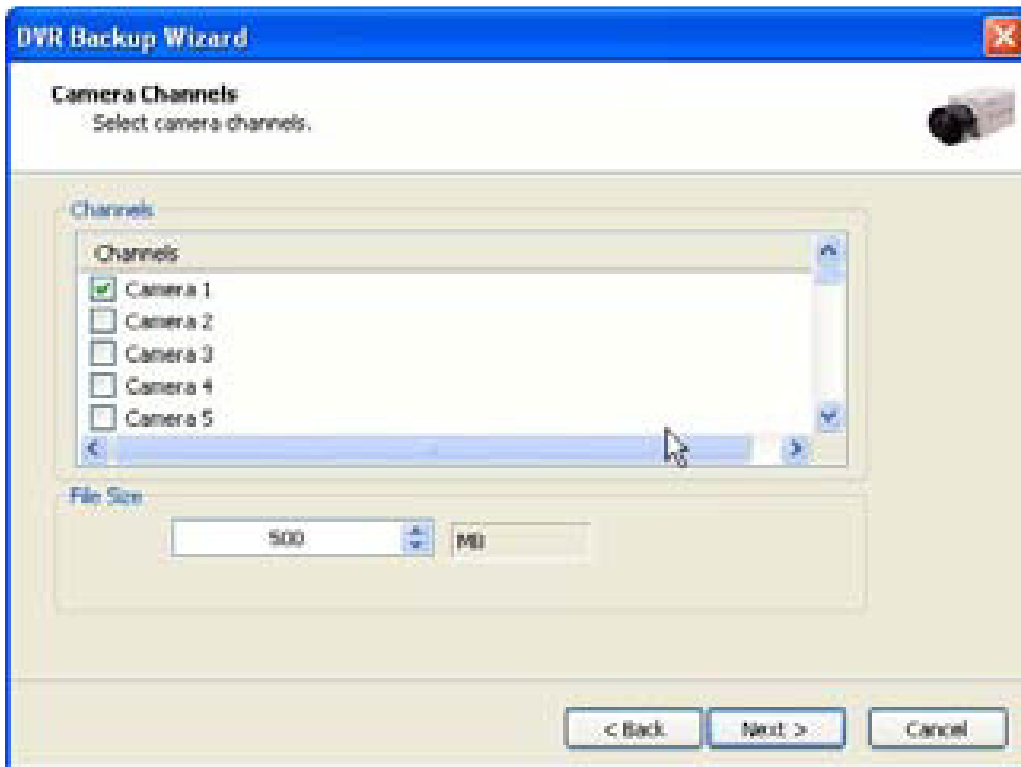 DVR Backup Wizard
Camera Channels
Select camera channels.
Channels
Channels
Camera 1
Camera 2
Camera 3
Camera 4
Camera 5
File Size
500 MB
< Back Next > Cancel